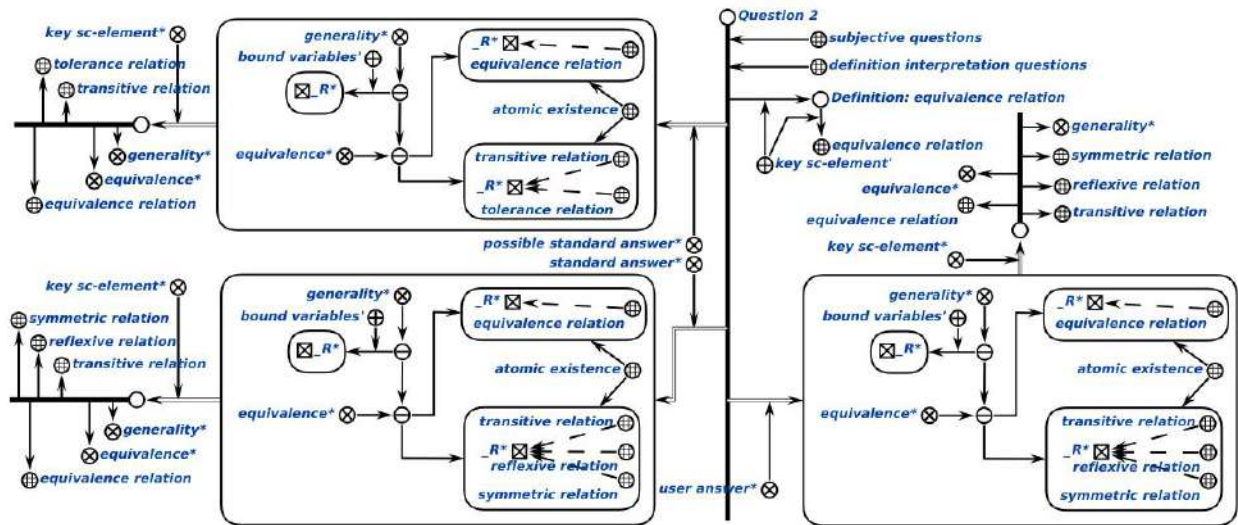 key sc-element*
tolerance relation
transitive relation
generality*
equivalence*
equivalence relation
generality*
bound variables'
_R*
equivalence*
_R*
equivalence relation
atomic existence
transitive relation
_R*
tolerance relation
Question 2
subjective questions
definition interpretation questions
Definition: equivalence relation
equivalence relation
key sc-element'
generality*
symmetric relation
equivalence*
reflexive relation
equivalence relation
transitive relation
key sc-element*
possible standard answer*
standard answer*
key sc-element*
symmetric relation
reflexive relation
transitive relation
generality*
equivalence*
equivalence relation
generality*
bound variables'
_R*
equivalence*
_R*
equivalence relation
atomic existence
transitive relation
_R*
reflexive relation
symmetric relation
user answer*
generality*
bound variables'
_R*
equivalence*
_R*
equivalence relation
atomic existence
transitive relation
_R*
reflexive relation
symmetric relation